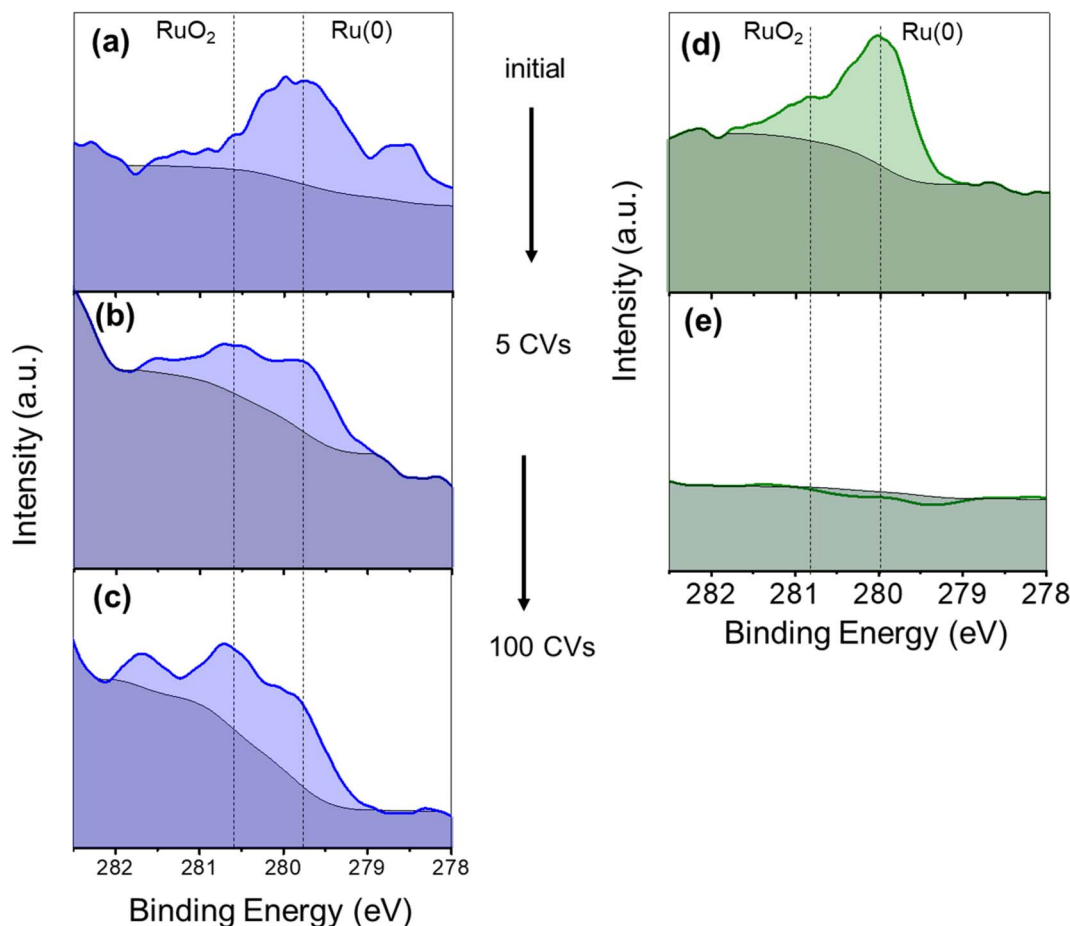 (a)
RuO2
Ru(0)
initial
(d)
RuO2
Ru(0)
(b)
5 CVs
(e)
Intensity (a.u.)
Intensity (a.u.)
(c)
100 CVs
282 281 280 279 278
Binding Energy (eV)
282 281 280 279 278
Binding Energy (eV)